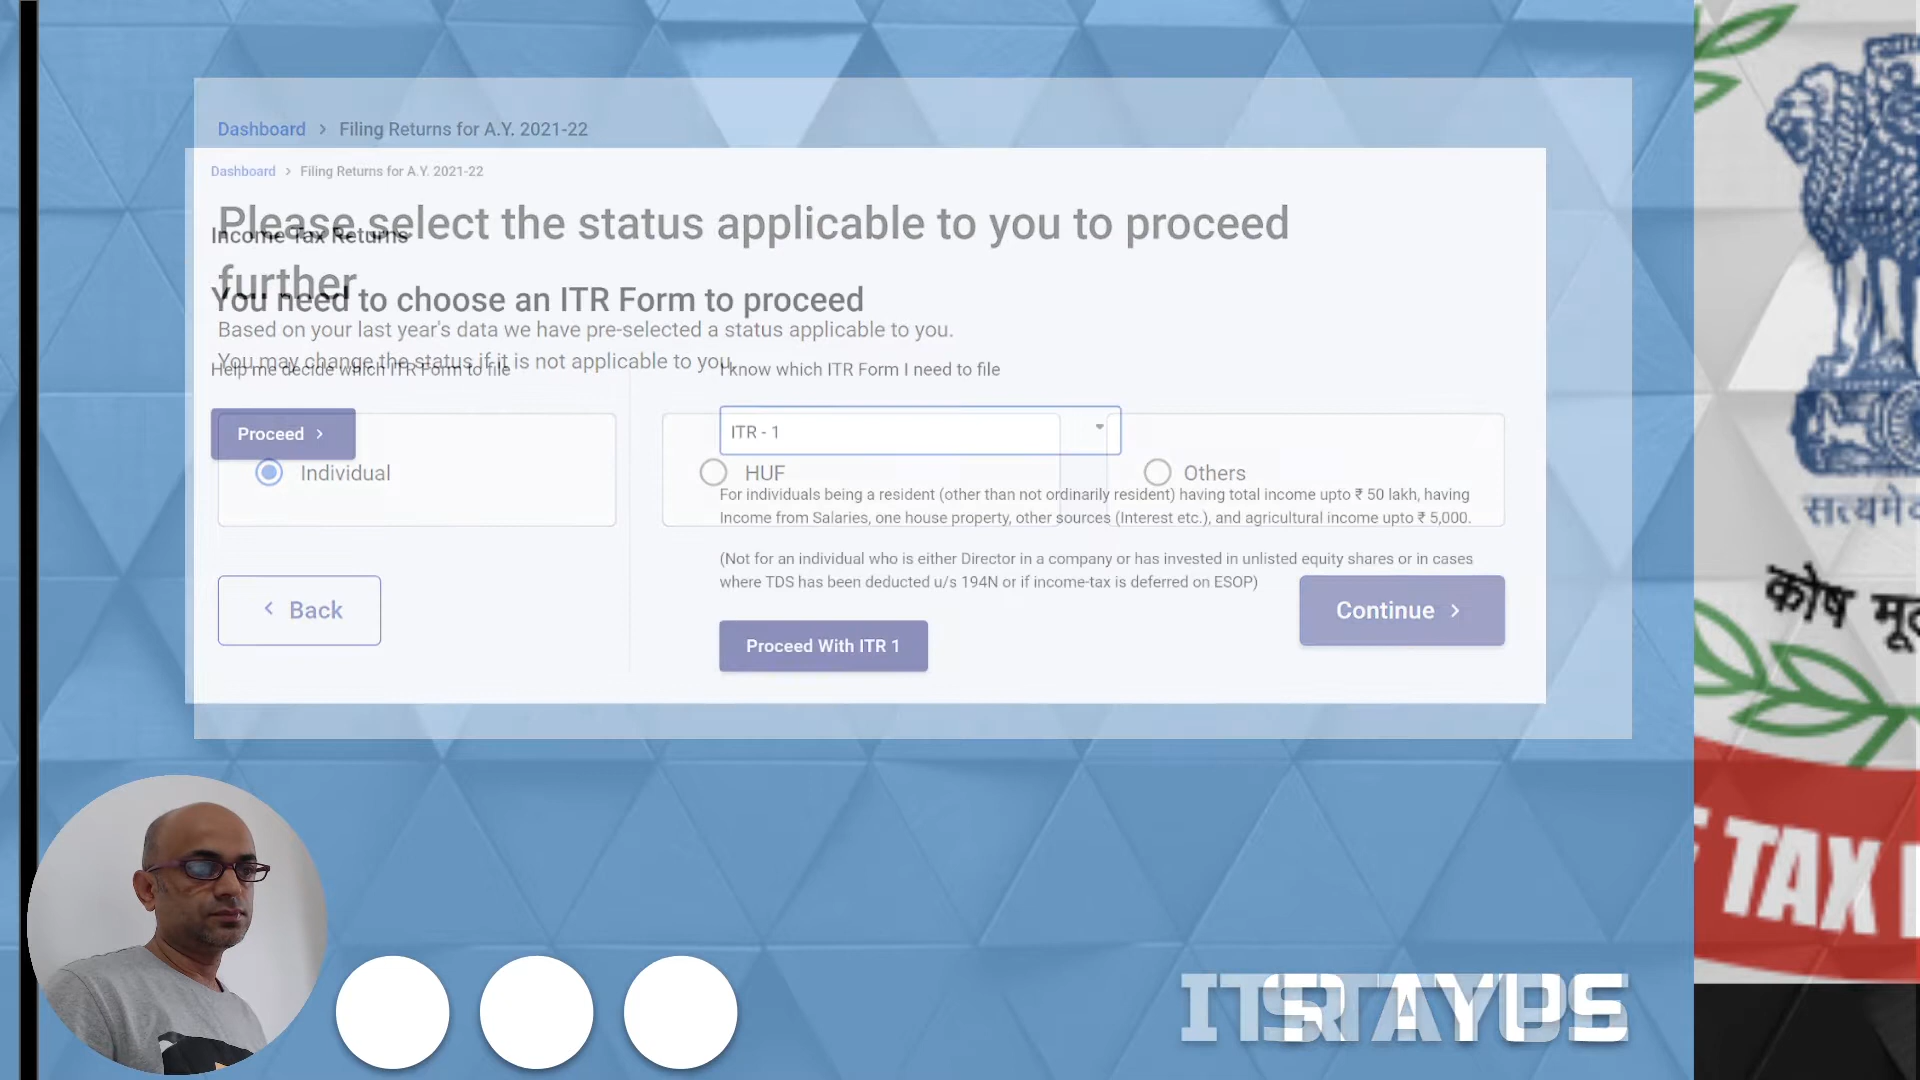 Dashboard > Filing Returns for A.Y. 2021-22
Dashboard > Filing Returns for A.Y. 2021-22
Please select the status applicable to you to proceed
further
Income Tax Returns
You need to choose an ITR Form to proceed
Based on your last year's data we have pre-selected a status applicable to you.
You may change the status if it is not applicable to you.
Help me decide which ITR Form to file
I know which ITR Form I need to file
Proceed >
ITR - 1
Individual
HUF
Others
For individuals being a resident (other than not ordinarily resident) having total income upto ₹ 50 lakh, having
Income from Salaries, one house property, other sources (Interest etc.), and agricultural income upto ₹ 5,000.
(Not for an individual who is either Director in a company or has invested in unlisted equity shares or in cases
where TDS has been deducted u/s 194N or if income-tax is deferred on ESOP)
< Back
Continue >
Proceed With ITR 1
कोष
TAX